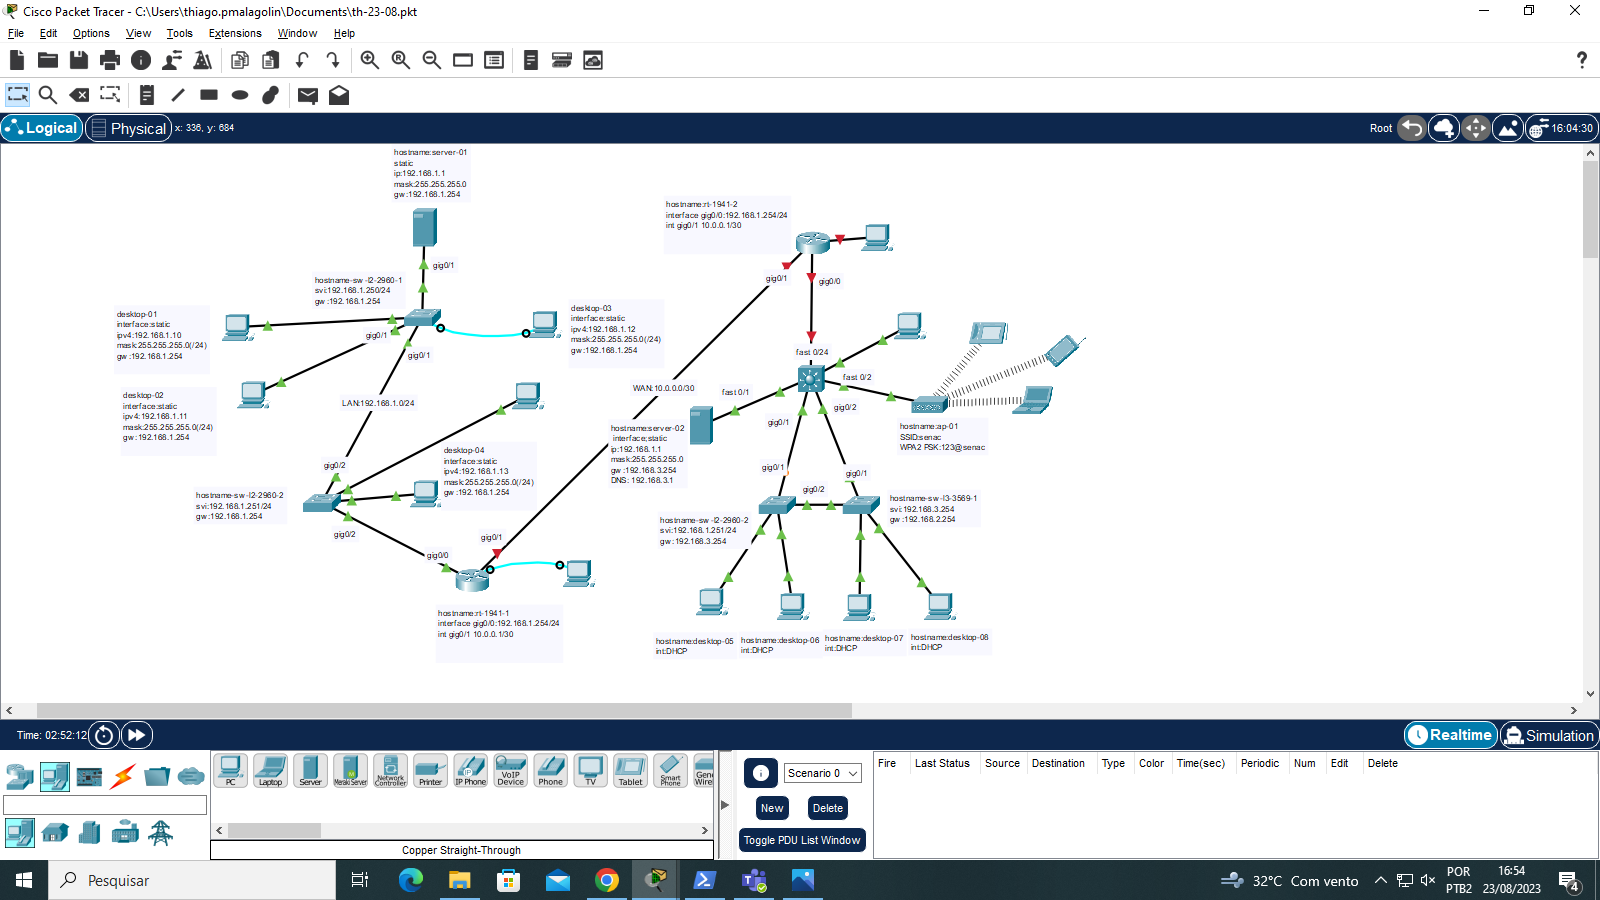 Cisco Packet Tracer - C:\Users\thiago.pmalagolin\Documents\th-23-08.pkt
File Edit Options View Tools Extensions Window Help
?
Logical Physical x: 336, y: 684
Root 16:04:30
hostname:server-01
static
ip:192.168.1.1
mask:255.255.255.0
gw:192.168.1.254
gig0/1
hostname-sw-l2-2960-1
svi:192.168.1.250/24
gw:192.168.1.254
gig0/1
gig0/1
desktop-01
interface:static
ipv4:192.168.1.10
mask:255.255.255.0(/24)
gw:192.168.1.254
desktop-02
interface:static
ipv4:192.168.1.11
mask:255.255.255.0(/24)
gw:192.168.1.254
desktop-03
interface:static
ipv4:192.168.1.12
mask:255.255.255.0(/24)
gw:192.168.1.254
LAN:192.168.1.0/24
desktop-04
interface:static
ipv4:192.168.1.13
mask:255.255.255.0(/24)
gw:192.168.1.254
gig0/2
hostname-sw-l2-2960-2
svi:192.168.1.251/24
gw:192.168.1.254
gig0/2
gig0/0
gig0/1
hostname:rt-1941-1
interface gig0/0:192.168.1.254/24
int gig0/1 10.0.0.1/30
WAN:10.0.0.0/30
hostname:rt-1941-2
interface gig0/0:192.168.1.254/24
int gig0/1 10.0.0.1/30
gig0/1
gig0/0
fast 0/24
fast 0/1
fast 0/2
gig0/1
gig0/2
hostname:server-02
interface;static
ip:192.168.1.1
mask:255.255.255.0
gw:192.168.3.254
DNS: 192.168.3.1
hostname:ap-01
SSID:senac
WPA2 PSK:123@senac
gig0/1
gig0/1
gig0/2
hostname-sw-l2-2960-2
svi:192.168.1.251/24
gw:192.168.3.254
hostname-sw-l3-3569-1
svi:192.168.3.254
gw:192.168.2.254
hostname:desktop-05
int:DHCP
hostname:desktop-06
int:DHCP
hostname:desktop-07
int:DHCP
hostname:desktop-08
int:DHCP
Time: 02:52:12
Realtime Simulation
PC Laptop Server Meraki Server Network Controller Printer IP Phone VoIP Device Phone TV Tablet Smart Phone
Copper Straight-Through
Scenario 0
New Delete
Toggle PDU List Window
Fire Last Status Source Destination Type Color Time(sec) Periodic Num Edit Delete
Pesquisar
32°C Com vento
POR
PTB2
16:54
23/08/2023
4